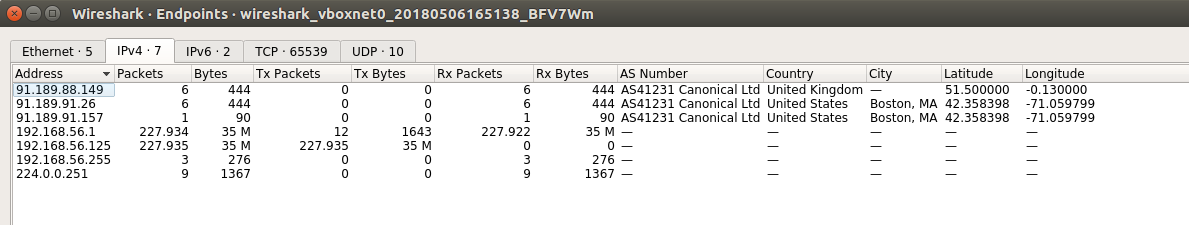 Wireshark · Endpoints · wireshark_vboxnet0_20180506165138_BFV7Wm
Ethernet · 5 IPv4 · 7 IPv6 · 2 TCP · 65539 UDP · 10
Address Packets Bytes Tx Packets Tx Bytes Rx Packets Rx Bytes AS Number Country City Latitude Longitude
91.189.88.149 6 444 0 0 6 444 AS41231 Canonical Ltd United Kingdom — 51.500000 -0.130000
91.189.91.26 6 444 0 0 6 444 AS41231 Canonical Ltd United States Boston, MA 42.358398 -71.059799
91.189.91.157 1 90 0 0 1 90 AS41231 Canonical Ltd United States Boston, MA 42.358398 -71.059799
192.168.56.1 227.934 35 M 12 1643 227.922 35 M — — — — —
192.168.56.125 227.935 35 M 227.935 35 M 0 0 — — — — —
192.168.56.255 3 276 0 0 3 276 — — — — —
224.0.0.251 9 1367 0 0 9 1367 — — — — —